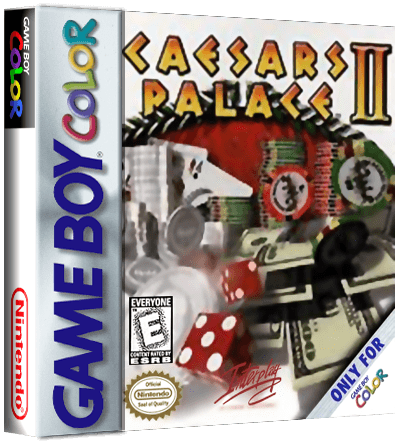 GAME BOY
COLOR
Nintendo
GAME BOY COLOR
CAESARS
PALACE II
EVERYONE
E
CONTENT RATED BY
ESRB
Official
Nintendo
Seal of Quality
Interplay
ONLY FOR
GAME BOY
COLOR